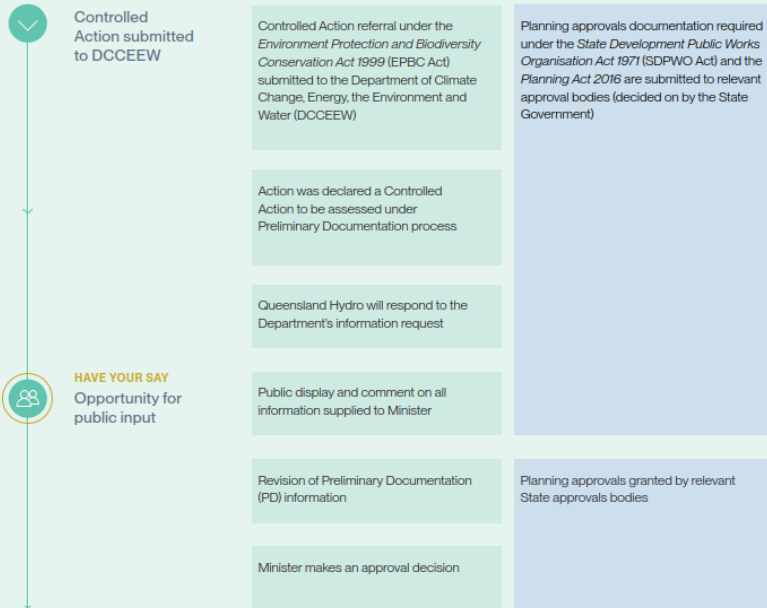 Controlled
Action submitted
to DCCEEW
Controlled Action referral under the
Environment Protection and Biodiversity
Conservation Act 1999 (EPBC Act)
submitted to the Department of Climate
Change, Energy, the Environment and
Water (DCCEEW)
Planning approvals documentation required
under the State Development Public Works
Organisation Act 1971 (SDPWO Act) and the
Planning Act 2016 are submitted to relevant
approval bodies (decided on by the State
Government)
Action was declared a Controlled
Action to be assessed under
Preliminary Documentation process
Queensland Hydro will respond to the
Department's information request
HAVE YOUR SAY
Opportunity for
public input
Public display and comment on all
information supplied to Minister
Revision of Preliminary Documentation
(PD) information
Planning approvals granted by relevant
State approvals bodies
Minister makes an approval decision